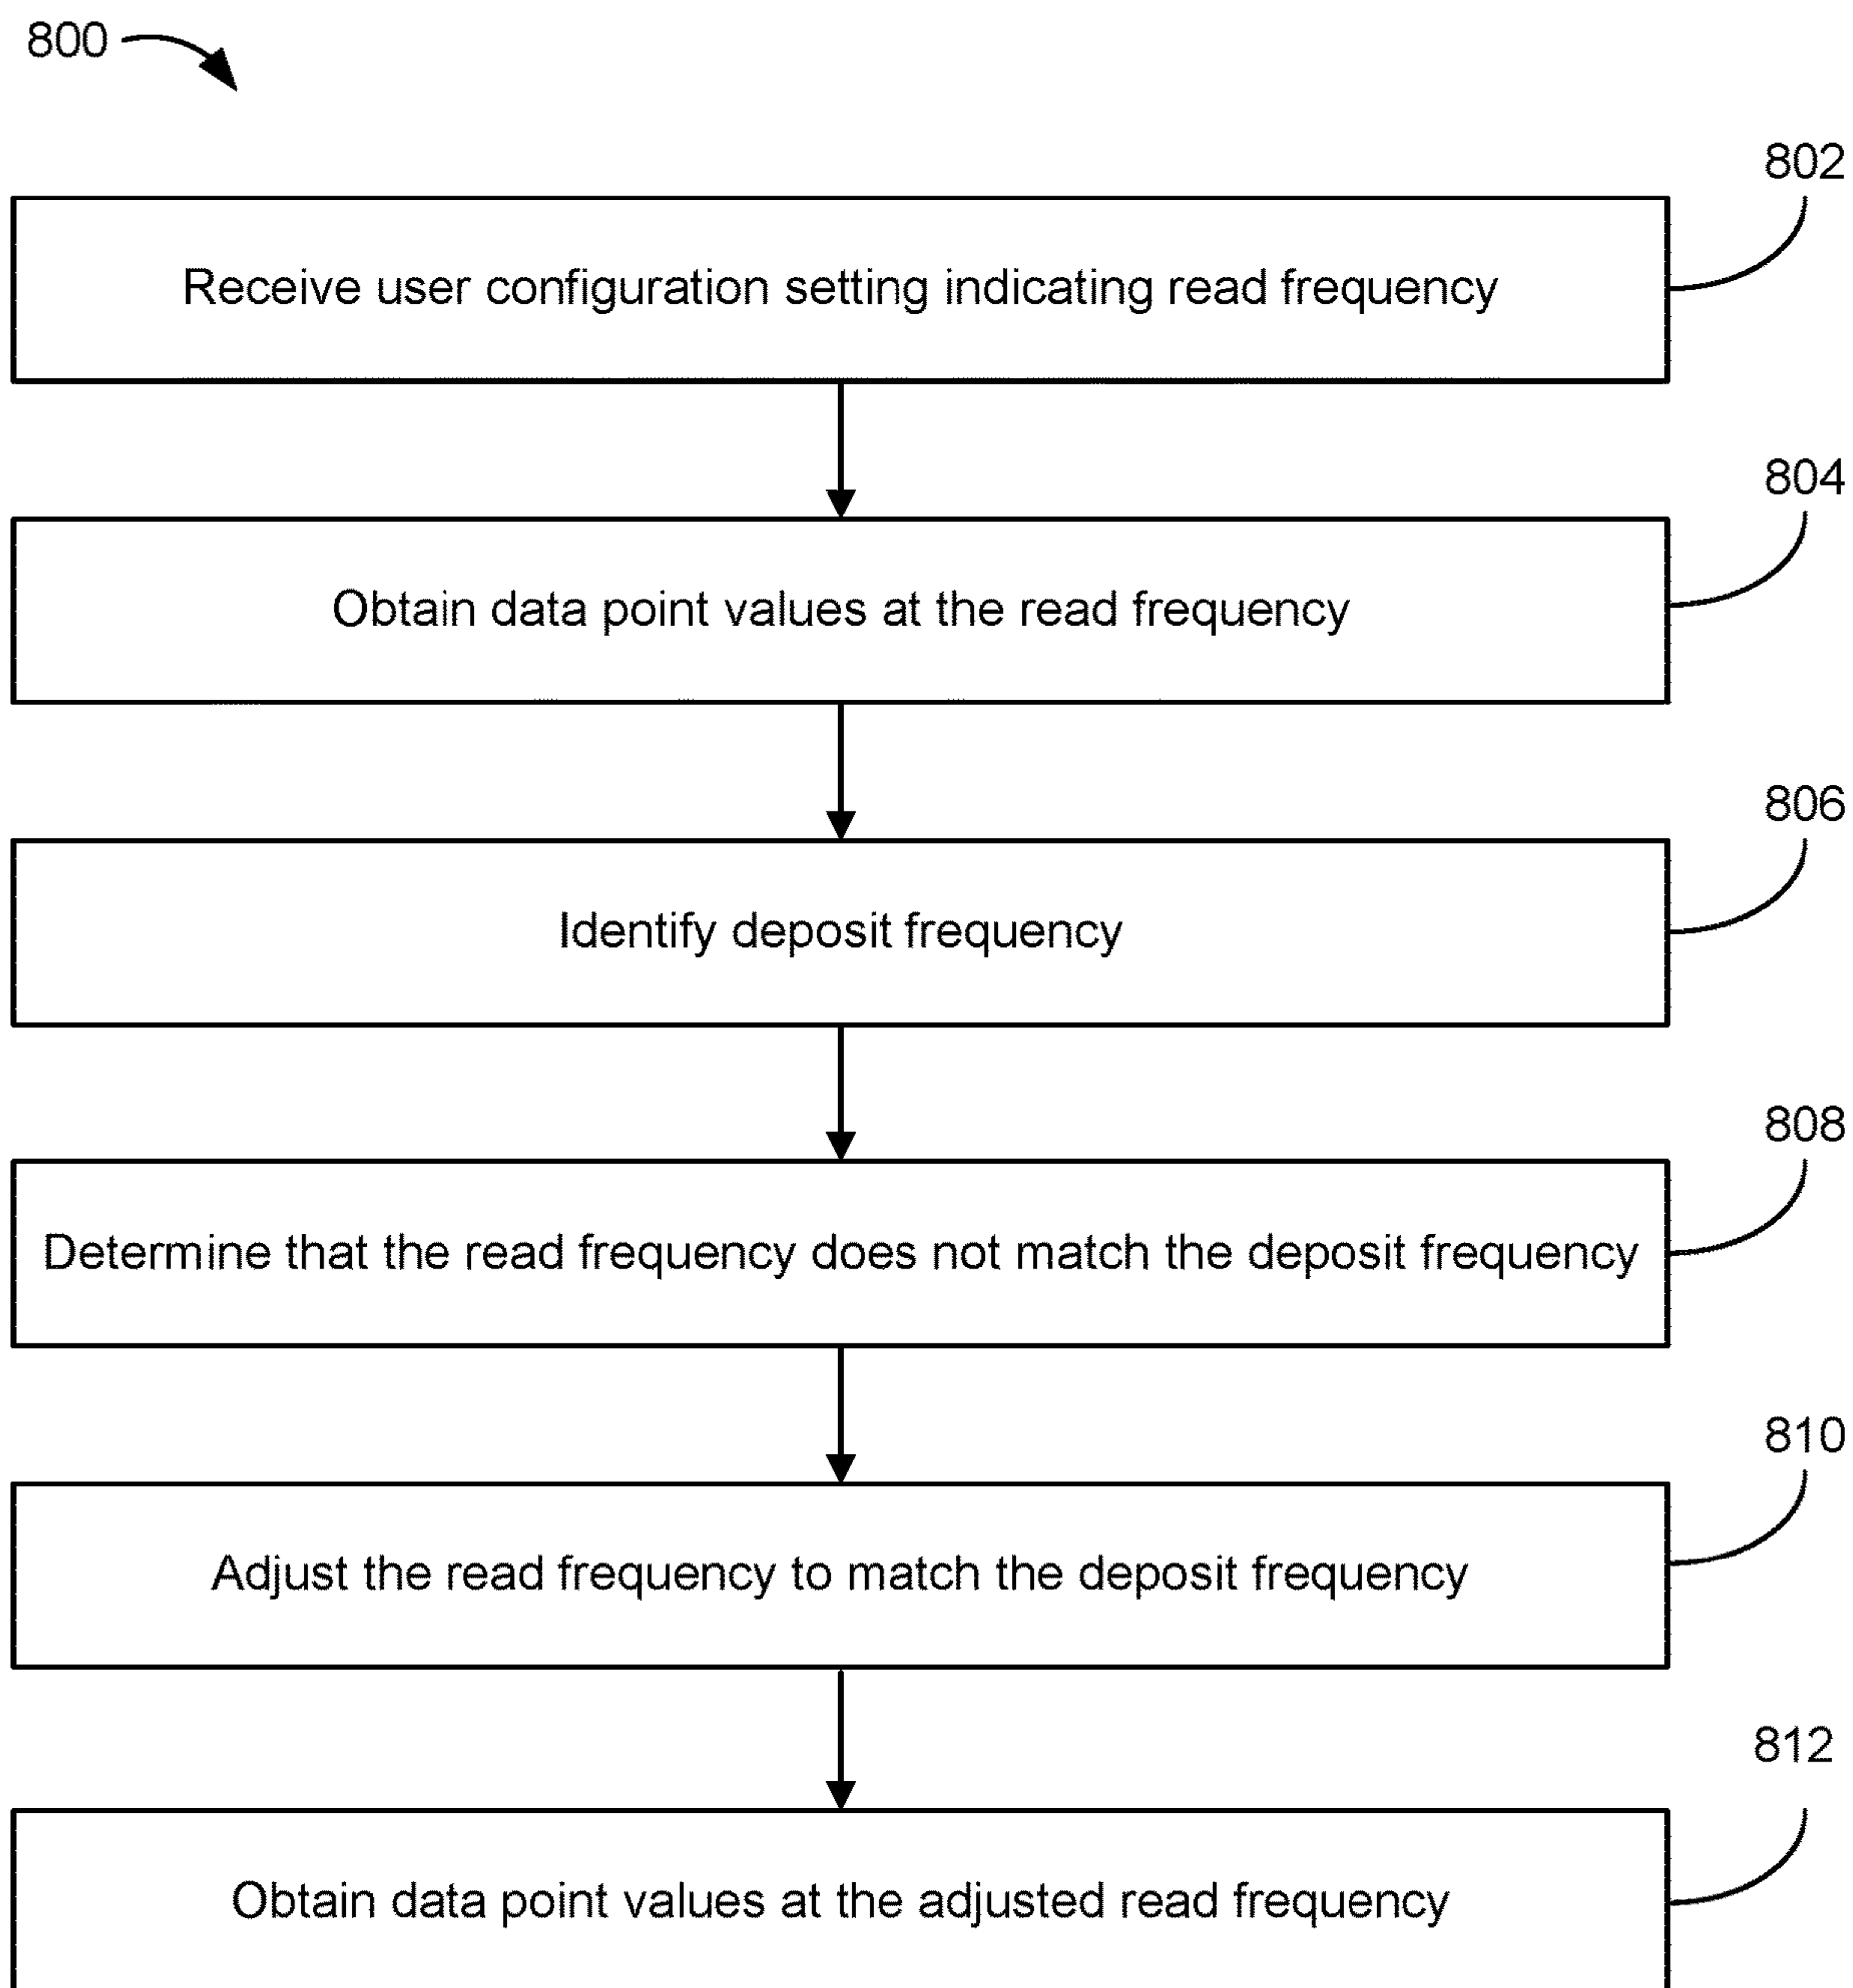 800
802
Receive user configuration setting indicating read frequency
804
Obtain data point values at the read frequency
806
Identify deposit frequency
808
Determine that the read frequency does not match the deposit frequency
810
Adjust the read frequency to match the deposit frequency
812
Obtain data point values at the adjusted read frequency